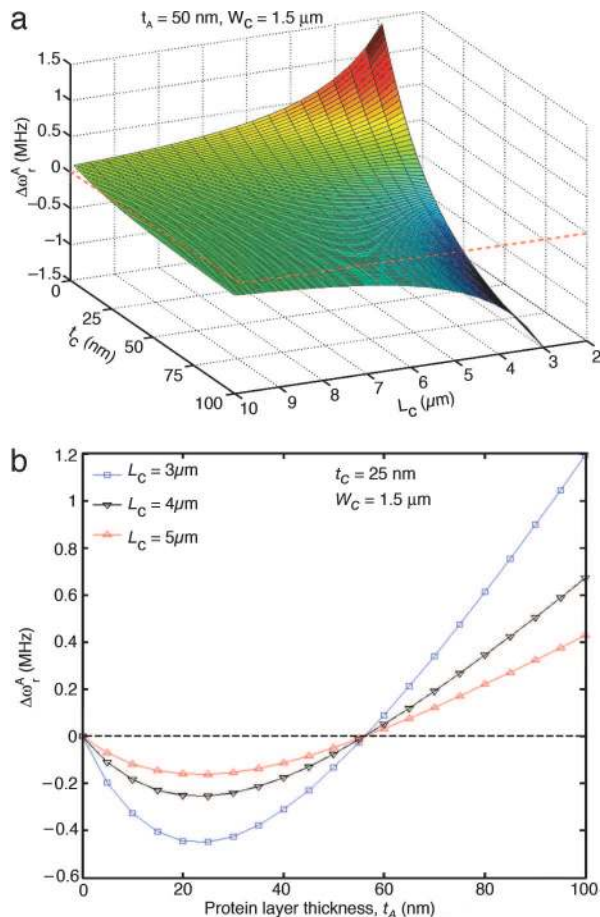 a
t_A = 50 nm, W_C = 1.5 μm
Δω_r^A (MHz)
1.5
1
0.5
0
−0.5
−1
−1.5
0
25
50
75
100
t_C (nm)
10
9
8
7
6
5
4
3
2
L_C (μm)
b
L_C = 3μm
L_C = 4μm
L_C = 5μm
t_C = 25 nm
W_C = 1.5 μm
Δω_r^A (MHz)
1.2
1
0.8
0.6
0.4
0.2
0
−0.2
−0.4
−0.6
0
20
40
60
80
100
Protein layer thickness, t_A (nm)